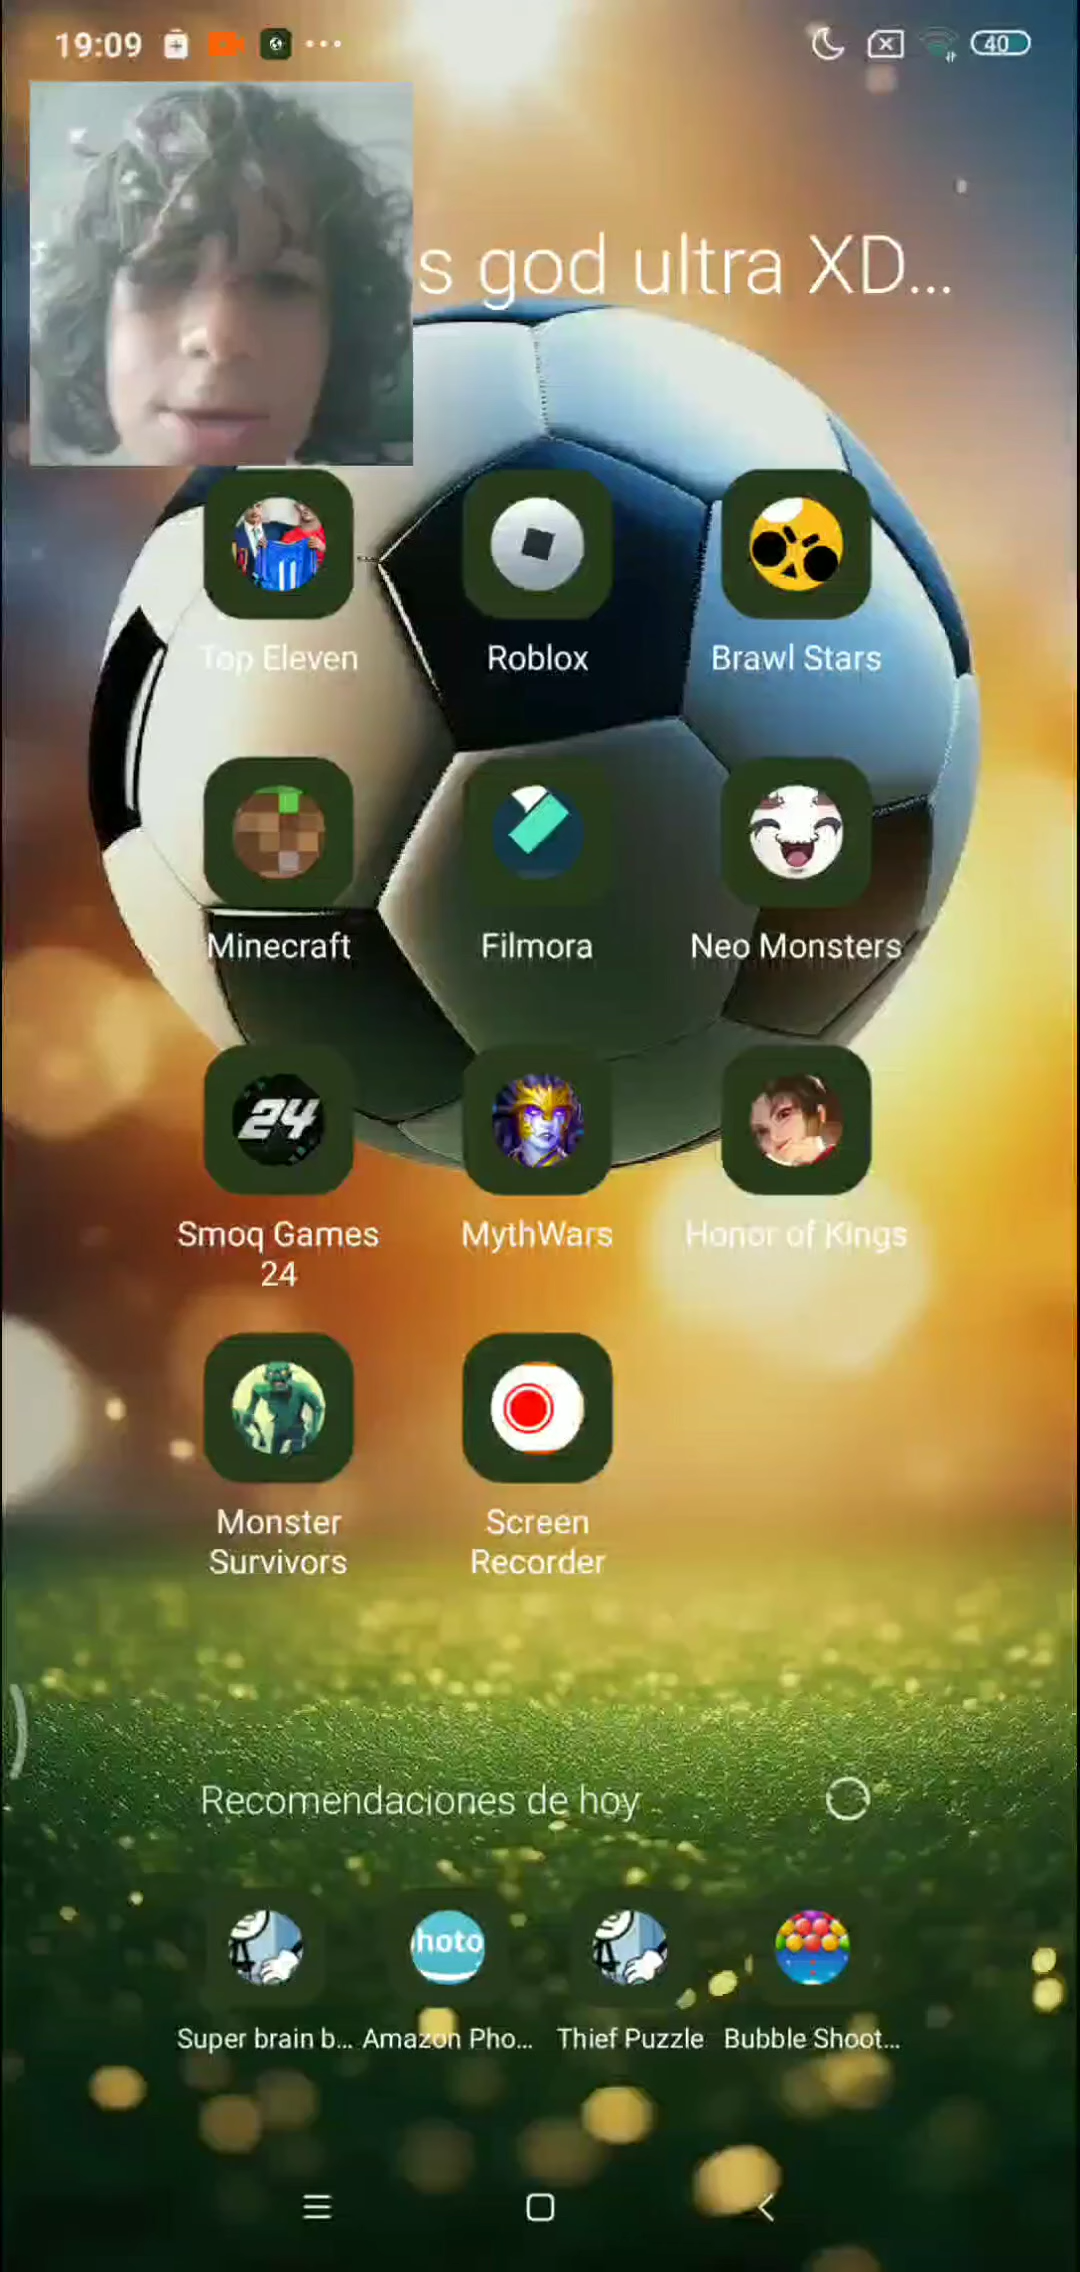 19:09
40
s god ultra XD...
Top Eleven
Roblox
Brawl Stars
Minecraft
Filmora
Neo Monsters
24
Smoq Games
24
MythWars
Honor of Kings
Monster
Survivors
Screen
Recorder
Recomendaciones de hoy
hoto
Super brain b...
Amazon Pho...
Thief Puzzle
Bubble Shoot...